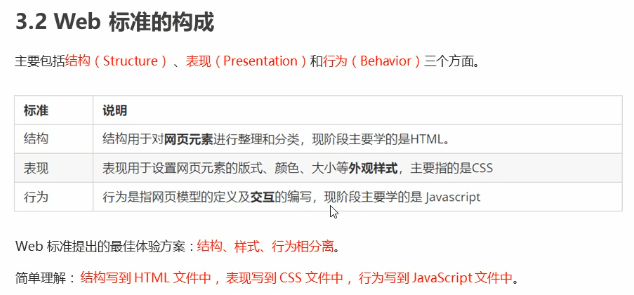 3.2 Web 标准的构成
主要包括结构（Structure）、表现（Presentation）和行为（Behavior）三个方面。
标准 说明
结构 结构用于对网页元素进行整理和分类，现阶段主要学的是HTML。
表现 表现用于设置网页元素的版式、颜色、大小等外观样式，主要指的是CSS
行为 行为是指网页模型的定义及交互的编写，现阶段主要学的是 Javascript
Web 标准提出的最佳体验方案：结构、样式、行为相分离。
简单理解：结构写到 HTML 文件中，表现写到 CSS 文件中，行为写到 JavaScript 文件中。